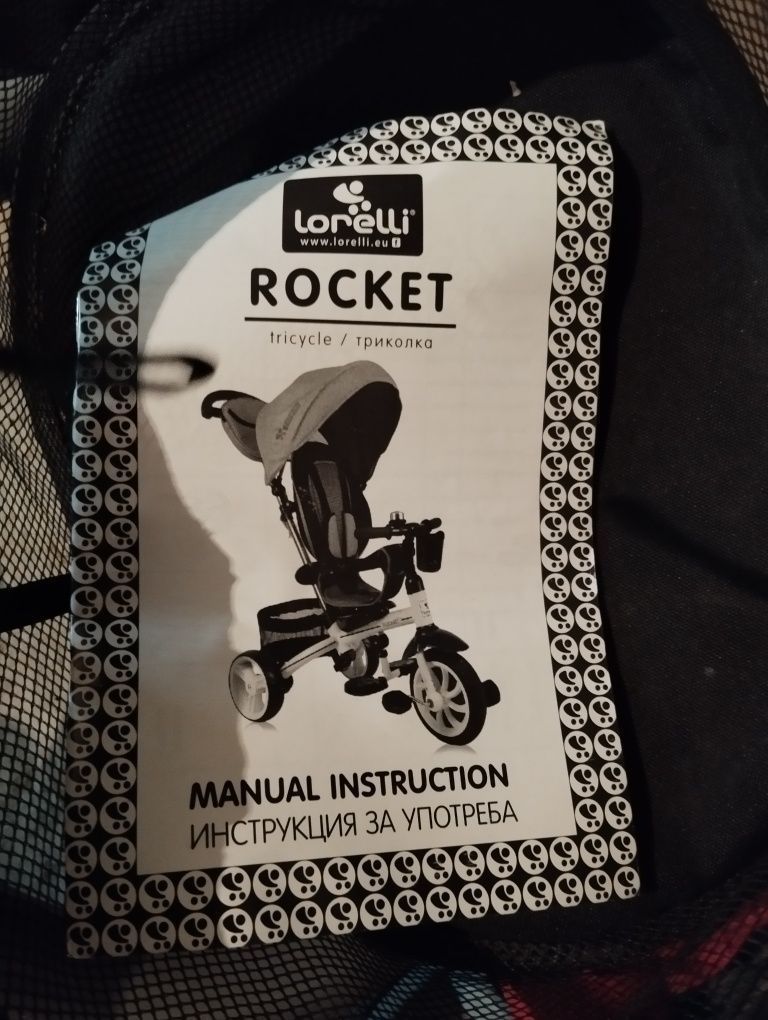 lorelli®
www.lorelli.eu f
ROCKET
tricycle / триколка
MANUAL INSTRUCTION
ИНСТРУКЦИЯ ЗА УПОТРЕБА